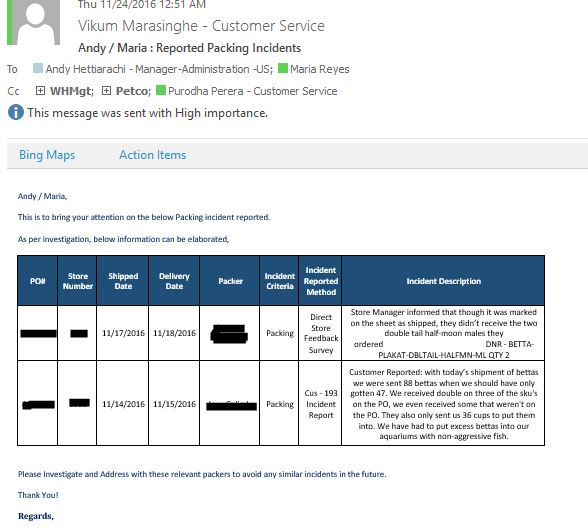 Thu 11/24/2016 12:51 AM
Vikum Marasinghe - Customer Service
Andy / Maria : Reported Packing Incidents
To Andy Hettiarachi - Manager-Administration -US; Maria Reyes
Cc WHMgt; Petco; Purodha Perera - Customer Service
This message was sent with High importance.
Bing Maps Action Items
Andy / Maria,
This is to bring your attention on the below Packing incident reported.
As per investigation, below information can be elaborated,
PO#
Store
Number
Shipped
Date
Delivery
Date
Packer
Incident
Criteria
Incident
Reported
Method
Incident Description
11/17/2016
11/18/2016
Packing
Direct
Store
Feedback
Survey
Store Manager informed that though it was marked
on the sheet as shipped, they didn't receive the two
double tail half-moon males they
ordered DNR - BETTA-
PLAKAT-DBLTAIL-HALFMN-ML QTY 2
11/14/2016
11/15/2016
Packing
Cus - 193
Incident
Report
Customer Reported: with today's shipment of bettas
we were sent 88 bettas when we should have only
gotten 47. We received double on three of the sku's
on the PO, we even received some that weren't on
the PO. They also only sent us 36 cups to put them
into. We have had to put excess bettas into our
aquariums with non-aggressive fish.
Please Investigate and Address with these relevant packers to avoid any similar incidents in the future.
Thank You!
Regards,